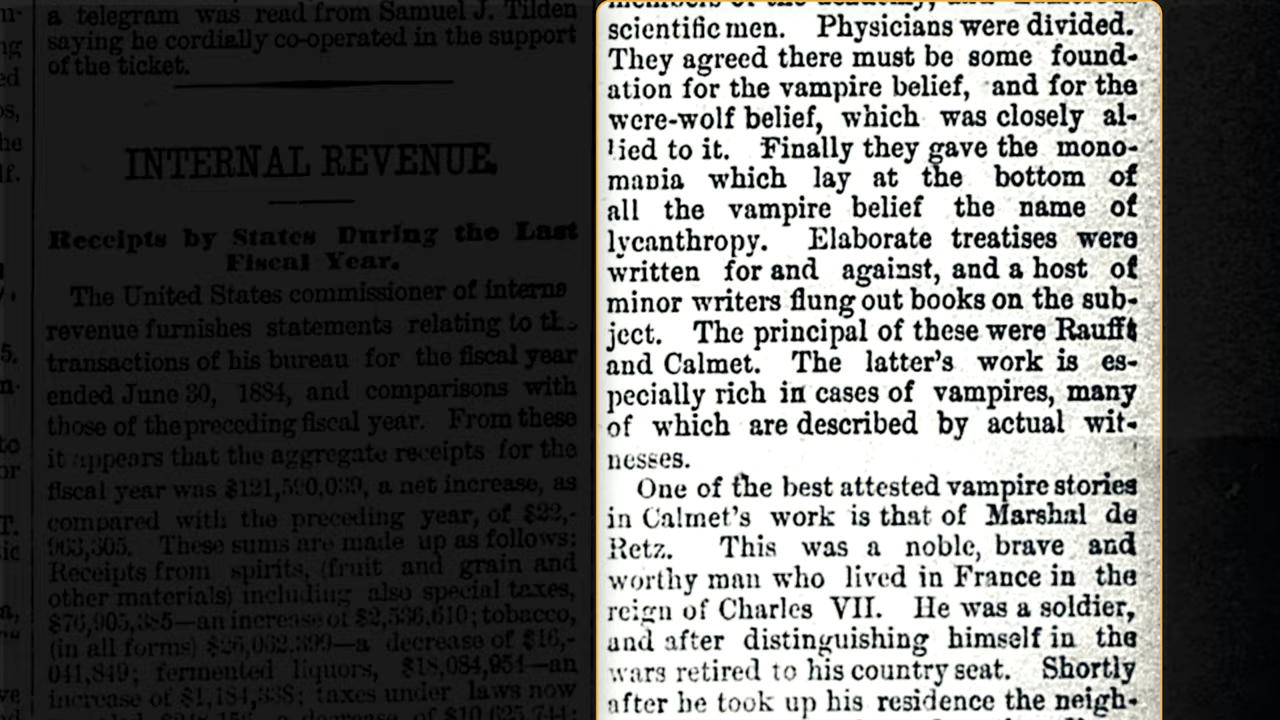 a telegram was read from Samuel J. Tilden
saying he cordially co-operated in the support
of the ticket.
INTERNAL REVENUE.
Receipts by States During the Last
Fiscal Year.
The United States commissioner of interna
revenue furnishes statements relating to
transactions of his bureau for the fiscal year
ended June 30, 1884, and comparisons with
those of the preceding fiscal year. From these
it appears that the aggregate receipts for the
fiscal year was $121,590,039, a net increase, as
compared with the preceding year, of $22,-
963,305. These sums are made up as follows:
Receipts from spirits, (fruit and grain and
other materials) including also special taxes,
$76,905,385—an increase of $2,536,610; tobacco,
(in all forms) $26,062,399—a decrease of $16,-
041,849; fermented liquors, $18,084,954—an
increase of $1,184,338; taxes under laws now
a decrease of $10,625,744;
scientific men. Physicians were divided.
They agreed there must be some found-
ation for the vampire belief, and for the
were-wolf belief, which was closely al-
lied to it. Finally they gave the mono-
mania which lay at the bottom of
all the vampire belief the name of
lycanthropy. Elaborate treatises were
written for and against, and a host of
minor writers flung out books on the sub-
ject. The principal of these were Raufft
and Calmet. The latter's work is es-
pecially rich in cases of vampires, many
of which are described by actual wit-
nesses.
One of the best attested vampire stories
in Calmet's work is that of Marshal de
Retz. This was a noble, brave and
worthy man who lived in France in the
reign of Charles VII. He was a soldier,
and after distinguishing himself in the
wars retired to his country seat. Shortly
after he took up his residence the neigh-